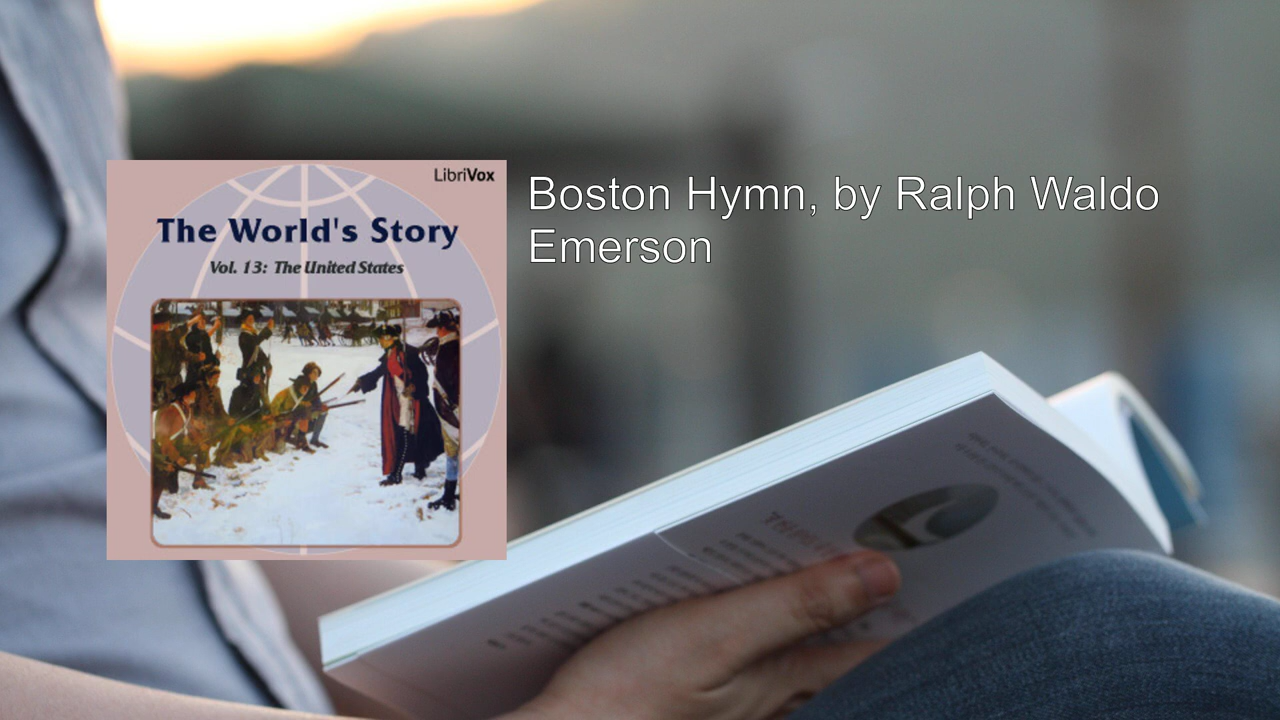 LibriVox
The World's Story
Vol. 13: The United States
Boston Hymn, by Ralph Waldo
Emerson